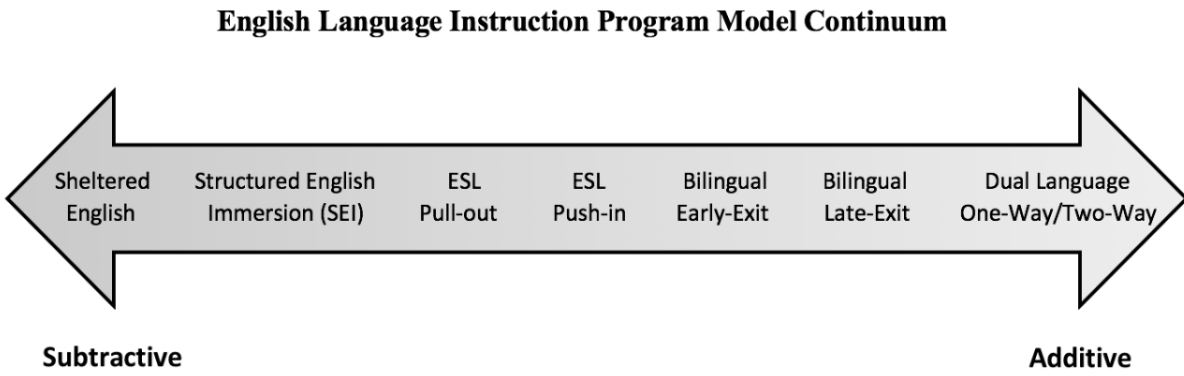 English Language Instruction Program Model Continuum
Sheltered English
Structured English Immersion (SEI)
ESL Pull-out
ESL Push-in
Bilingual Early-Exit
Bilingual Late-Exit
Dual Language One-Way/Two-Way
Subtractive
Additive